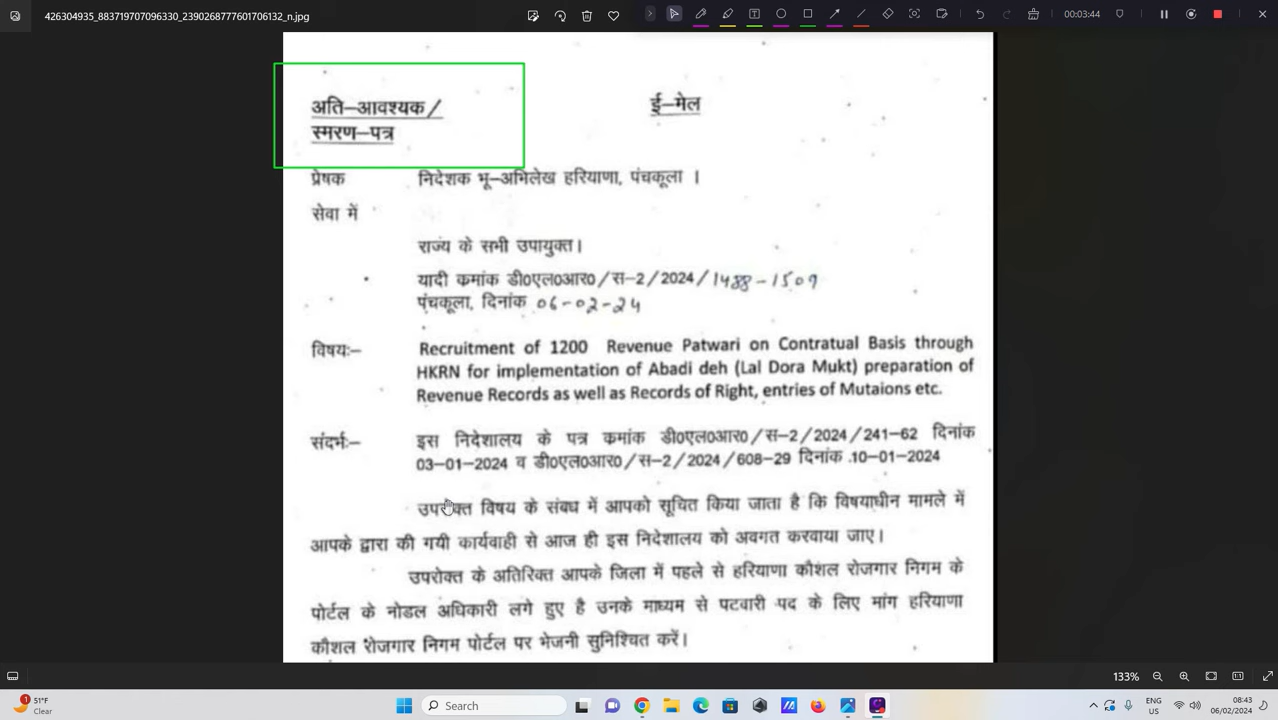 423104935_1837197073396330_2390268777601706132_n.jpg
00:03:44
अति–आवश्यक/
स्मरण–पत्र
ई–मेल
प्रेषक निदेशक भू–अभिलेख हरियाणा, पंचकूला ।
सेवा में
राज्य के सभी उपायुक्त।
यादी क्रमांक डी0एल0आर0/स–2/2024/1488-1509
पंचकूला, दिनांक 06-02-24
विषयः– Recruitment of 1200 Revenue Patwari on Contratual Basis through
HKRN for implementation of Abadi deh (Lal Dora Mukt) preparation of
Revenue Records as well as Records of Right, entries of Mutaions etc.
संदर्भः– इस निदेशालय के पत्र क्रमांक डी0एल0आर0/स–2/2024/241–62 दिनांक
03–01–2024 व डी0एल0आर0/स–2/2024/608–29 दिनांक 10–01–2024
उपरोक्त विषय के संबध में आपको सूचित किया जाता है कि विषयाधीन मामले में
आपके द्वारा की गयी कार्यवाही से आज ही इस निदेशालय को अवगत करवाया जाए।
उपरोक्त के अतिरिक्त आपके जिला में पहले से हरियाणा कौशल रोजगार निगम के
पोर्टल के नोडल अधिकारी लगे हुए है उनके माध्यम से पटवारी पद के लिए मांग हरियाणा
कौशल रोजगार निगम पोर्टल पर भेजनी सुनिश्चित करें।
135%
1
51°F
Clear
Search
ENG
US
08:43
06/02/2024